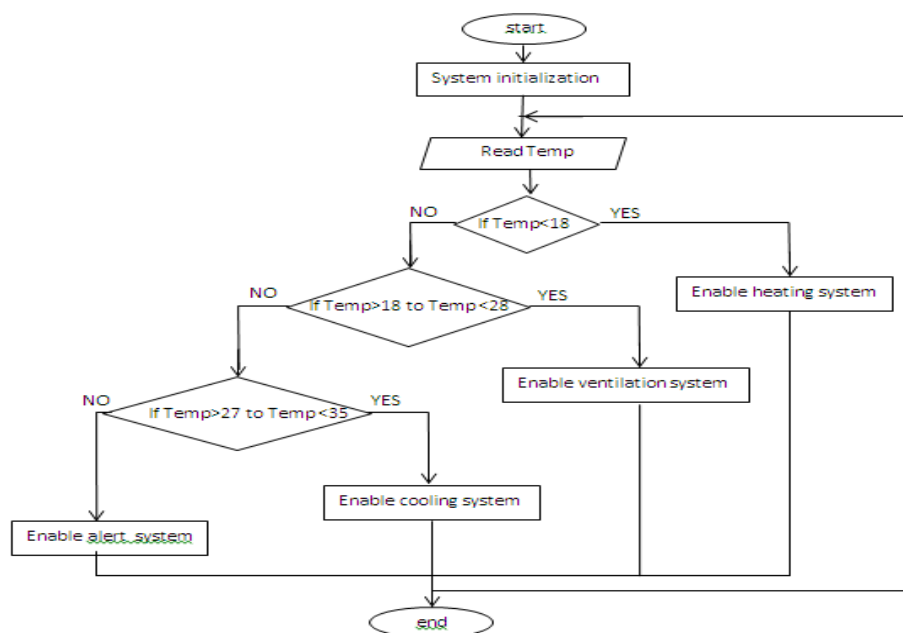 start
System initialization
Read Temp
If Temp<18
NO
YES
Enable heating system
If Temp>18 to Temp<28
NO
YES
Enable ventilation system
If Temp>27 to Temp<35
NO
YES
Enable cooling system
Enable alert system
end